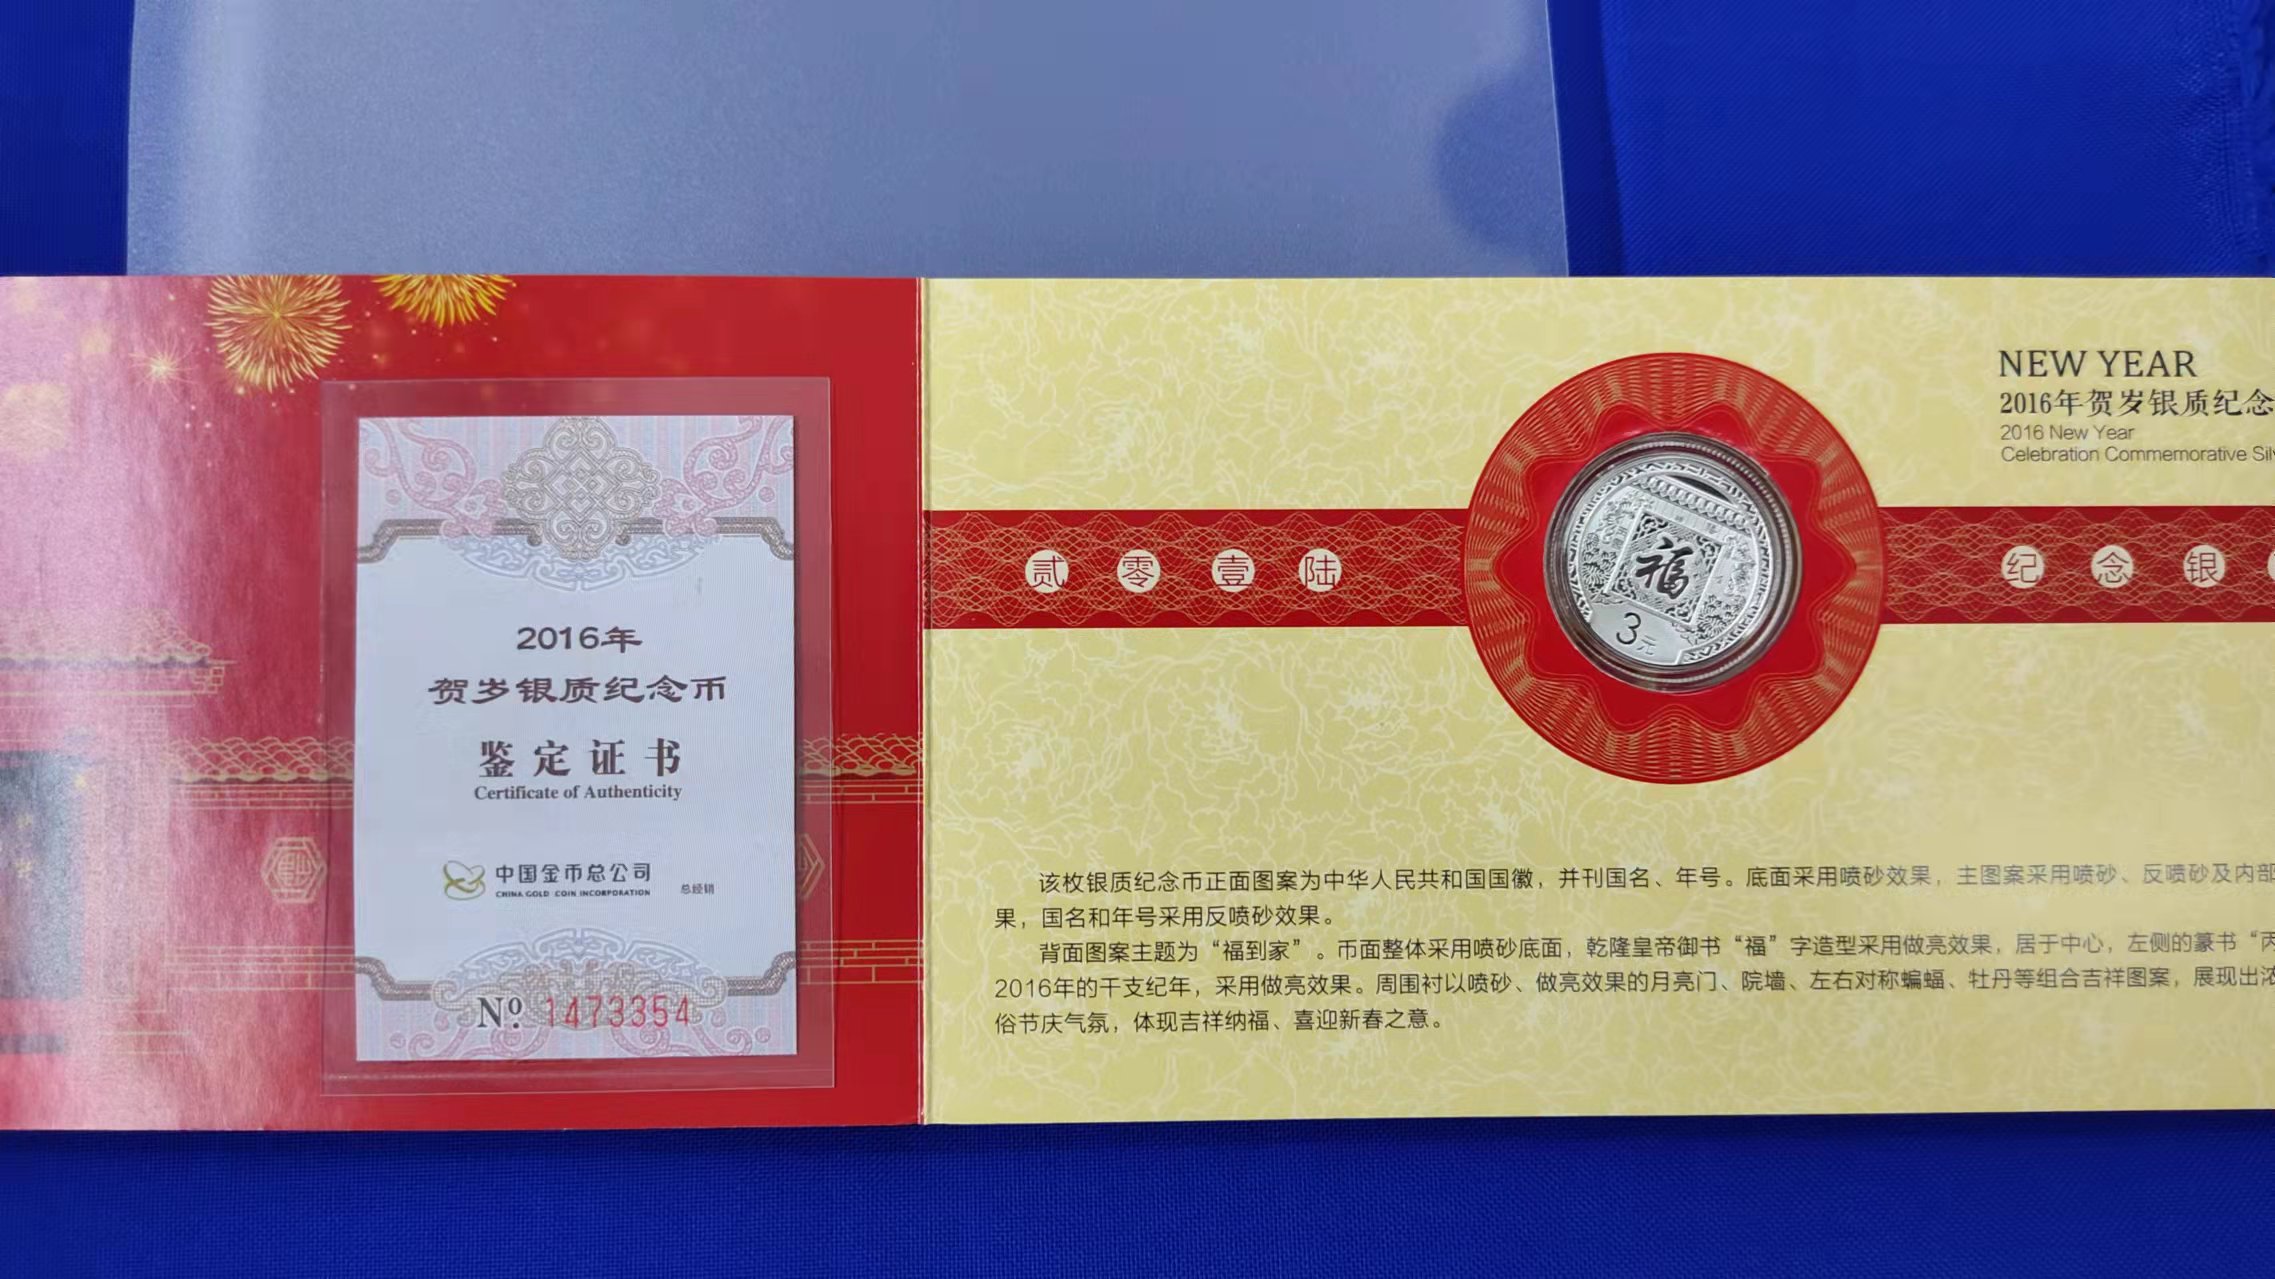 2016年
贺岁银质纪念币
鉴定证书
Certificate of Authenticity
中国金币总公司
CHINA GOLD COIN INCORPORATION
总经销
Nº. 1473354
NEW YEAR
2016年贺岁银质纪念
2016 New Year
Celebration Commemorative Sil
贰零壹陆
福
3元
纪念银
该枚银质纪念币正面图案为中华人民共和国国徽，并刊国名、年号。底面采用喷砂效果，主图案采用喷砂、反喷砂及内部
果，国名和年号采用反喷砂效果。
背面图案主题为“福到家”。币面整体采用喷砂底面，乾隆皇帝御书“福”字造型采用做亮效果，居于中心，左侧的篆书“丙
2016年的干支纪年，采用做亮效果。周围衬以喷砂、做亮效果的月亮门、院墙、左右对称蝙蝠、牡丹等组合吉祥图案，展现出浓
俗节庆气氛，体现吉祥纳福、喜迎新春之意。